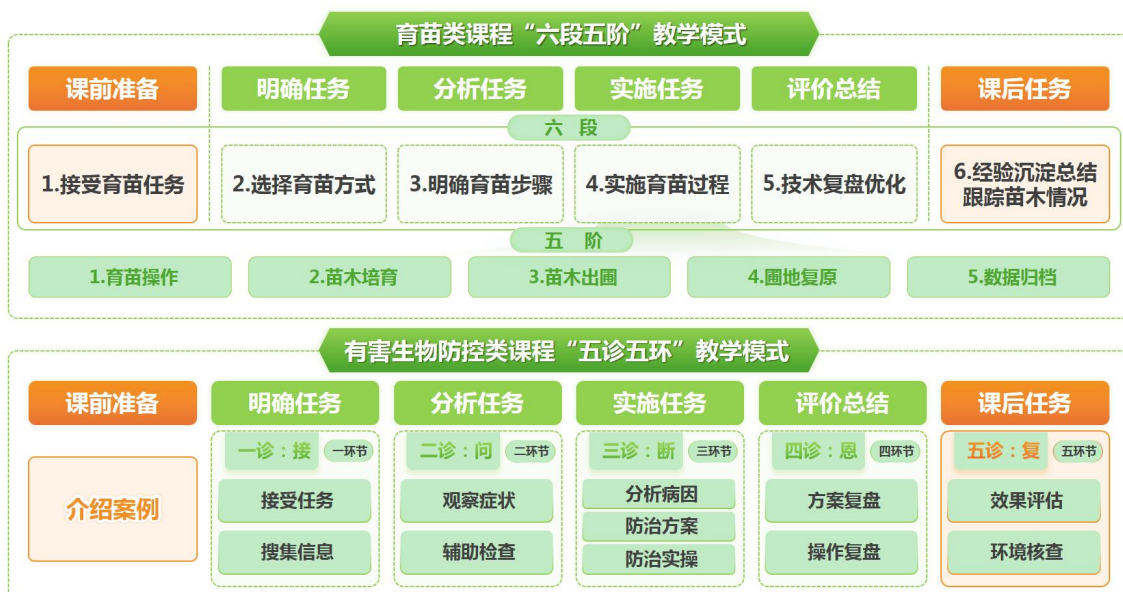 育苗类课程“六段五阶”教学模式
课前准备
明确任务
分析任务
实施任务
评价总结
课后任务
六 段
1.接受育苗任务
2.选择育苗方式
3.明确育苗步骤
4.实施育苗过程
5.技术复盘优化
6.经验沉淀总结
跟踪苗木情况
五 阶
1.育苗操作
2.苗木培育
3.苗木出圃
4.圃地复原
5.数据归档
有害生物防控类课程“五诊五环”教学模式
课前准备
明确任务
分析任务
实施任务
评价总结
课后任务
介绍案例
一诊：接 一环节
接受任务
搜集信息
二诊：问 二环节
观察症状
辅助检查
三诊：断 三环节
分析病因
防治方案
防治实操
四诊：恩 四环节
方案复盘
操作复盘
五诊：复 五环节
效果评估
环境核查